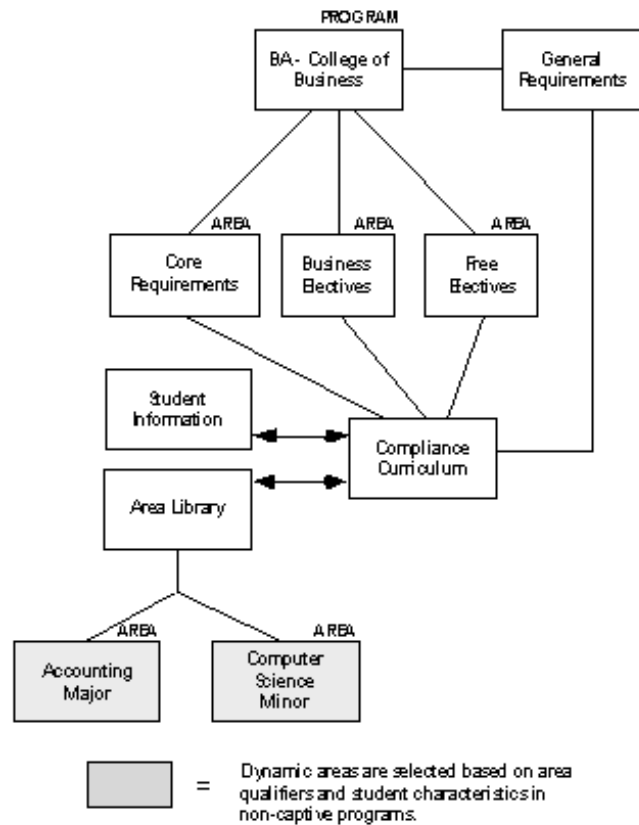 PROGRAM
BA- College of
Business
General
Requirements
AREA
AREA
AREA
Core
Requirements
Business
Electives
Free
Electives
Student
Information
Compliance
Curriculum
Area Library
AREA
AREA
Accounting
Major
Computer
Science
Minor
=
Dynamic areas are selected based on area
qualifiers and student characteristics in
non-captive programs.